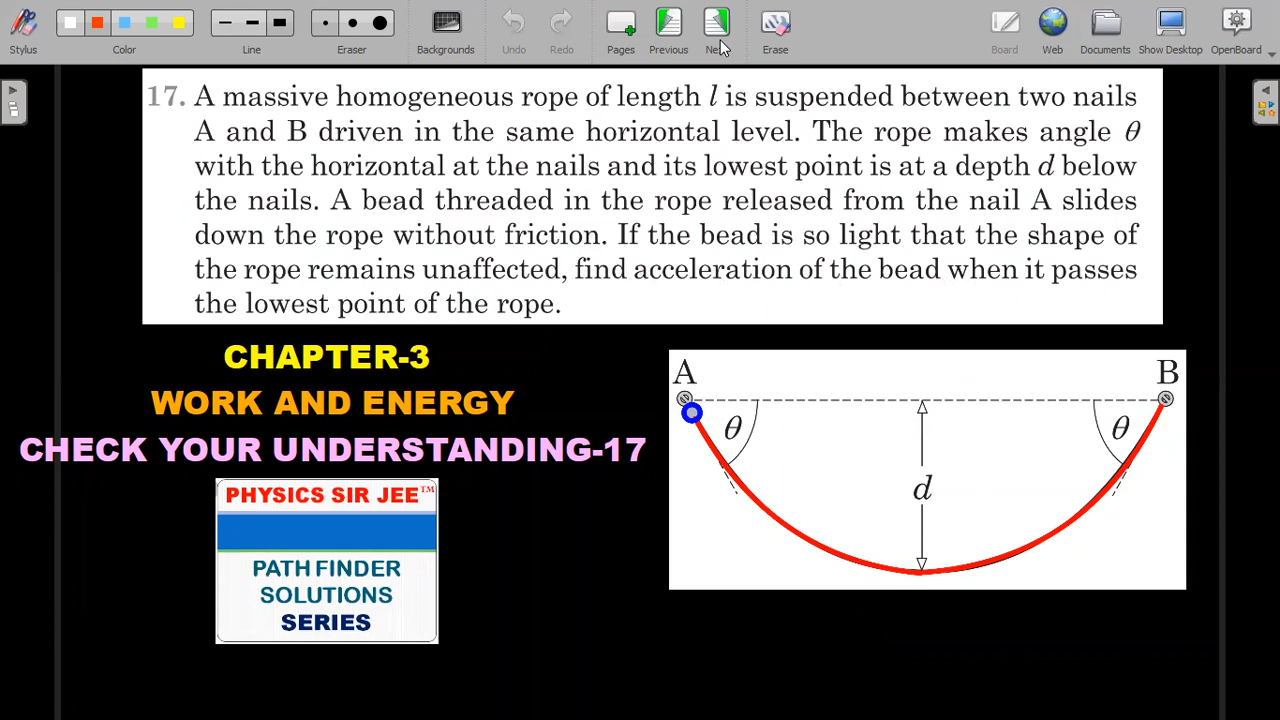 Stylus
Color
Line
Eraser
Backgrounds
Undo
Redo
Pages
Previous
Erase
Board
Web
Documents
Show Desktop
OpenBoard
17. A massive homogeneous rope of length l is suspended between two nails
A and B driven in the same horizontal level. The rope makes angle θ
with the horizontal at the nails and its lowest point is at a depth d below
the nails. A bead threaded in the rope released from the nail A slides
down the rope without friction. If the bead is so light that the shape of
the rope remains unaffected, find acceleration of the bead when it passes
the lowest point of the rope.
CHAPTER-3
WORK AND ENERGY
CHECK YOUR UNDERSTANDING-17
PHYSICS SIR JEE™
PATH FINDER
SOLUTIONS
SERIES
A
B
θ
θ
d